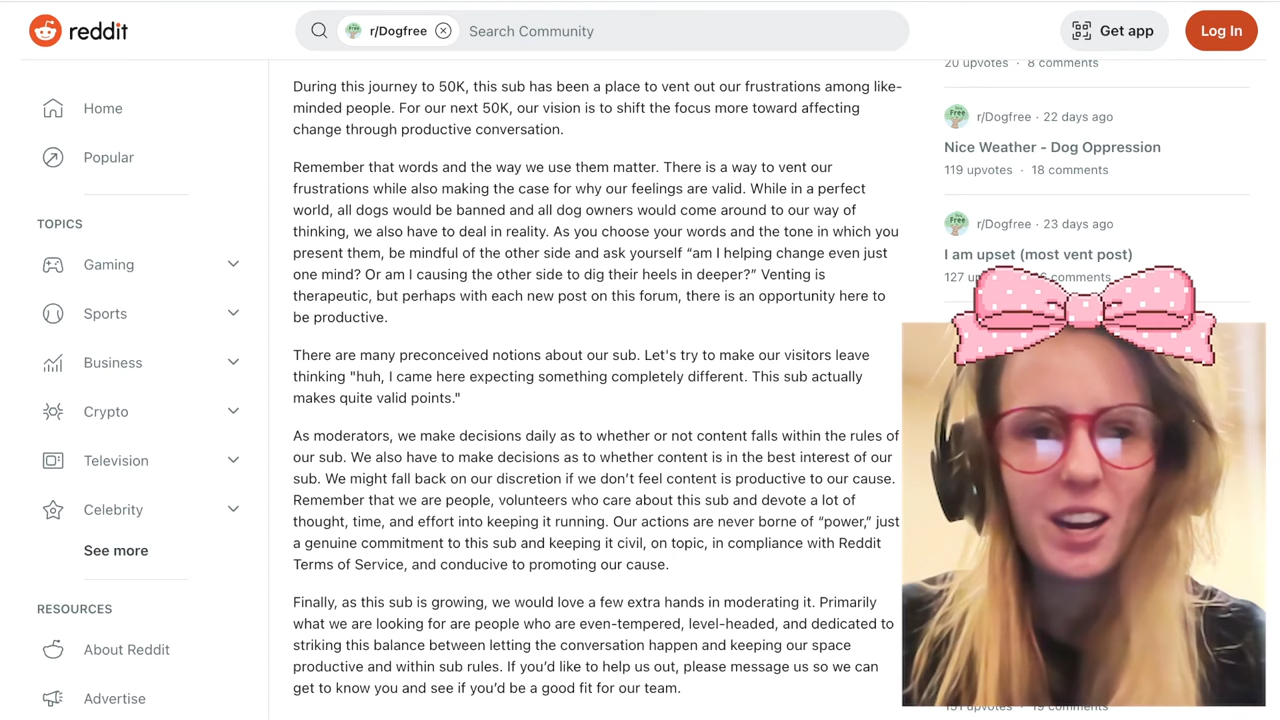 reddit
r/Dogfree
Search Community
Get app
Log In
Home
Popular
TOPICS
Gaming
Sports
Business
Crypto
Television
Celebrity
See more
RESOURCES
About Reddit
Advertise
During this journey to 50K, this sub has been a place to vent out our frustrations among like-
minded people. For our next 50K, our vision is to shift the focus more toward affecting
change through productive conversation.
Remember that words and the way we use them matter. There is a way to vent our
frustrations while also making the case for why our feelings are valid. While in a perfect
world, all dogs would be banned and all dog owners would come around to our way of
thinking, we also have to deal in reality. As you choose your words and the tone in which you
present them, be mindful of the other side and ask yourself “am I helping change even just
one mind? Or am I causing the other side to dig their heels in deeper?” Venting is
therapeutic, but perhaps with each new post on this forum, there is an opportunity here to
be productive.
There are many preconceived notions about our sub. Let's try to make our visitors leave
thinking "huh, I came here expecting something completely different. This sub actually
makes quite valid points."
As moderators, we make decisions daily as to whether or not content falls within the rules of
our sub. We also have to make decisions as to whether content is in the best interest of our
sub. We might fall back on our discretion if we don’t feel content is productive to our cause.
Remember that we are people, volunteers who care about this sub and devote a lot of
thought, time, and effort into keeping it running. Our actions are never borne of “power,” just
a genuine commitment to this sub and keeping it civil, on topic, in compliance with Reddit
Terms of Service, and conducive to promoting our cause.
Finally, as this sub is growing, we would love a few extra hands in moderating it. Primarily
what we are looking for are people who are even-tempered, level-headed, and dedicated to
striking this balance between letting the conversation happen and keeping our space
productive and within sub rules. If you’d like to help us out, please message us so we can
get to know you and see if you’d be a good fit for our team.
20 upvotes · 8 comments
r/Dogfree · 22 days ago
Nice Weather - Dog Oppression
119 upvotes · 18 comments
r/Dogfree · 23 days ago
I am upset (most vent post)
127 comments
151 upvotes · 19 comments